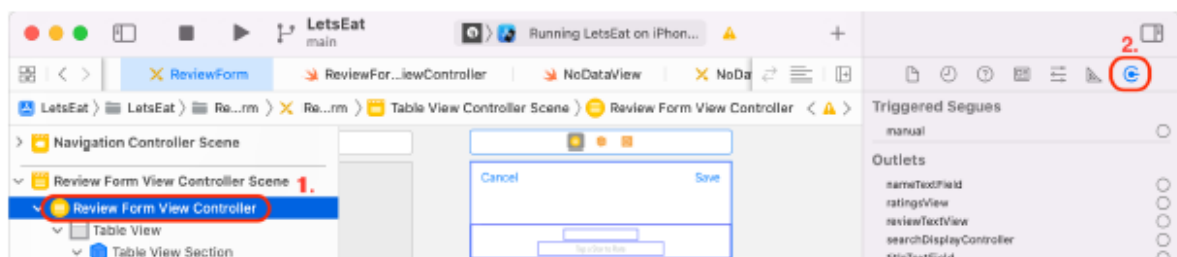 LetsEat
main
Running LetsEat on iPhon...
2.
ReviewForm
ReviewFor...iewController
NoDataView
NoDa
LetsEat
LetsEat
Re...rm
Re...rm
Table View Controller Scene
Review Form View Controller
Triggered Segues
manual
Navigation Controller Scene
Outlets
Review Form View Controller Scene
1.
Cancel
Save
nameTextField
Review Form View Controller
ratingsView
Table View
reviewTextView
Table View Section
searchDisplayController
titleTextField